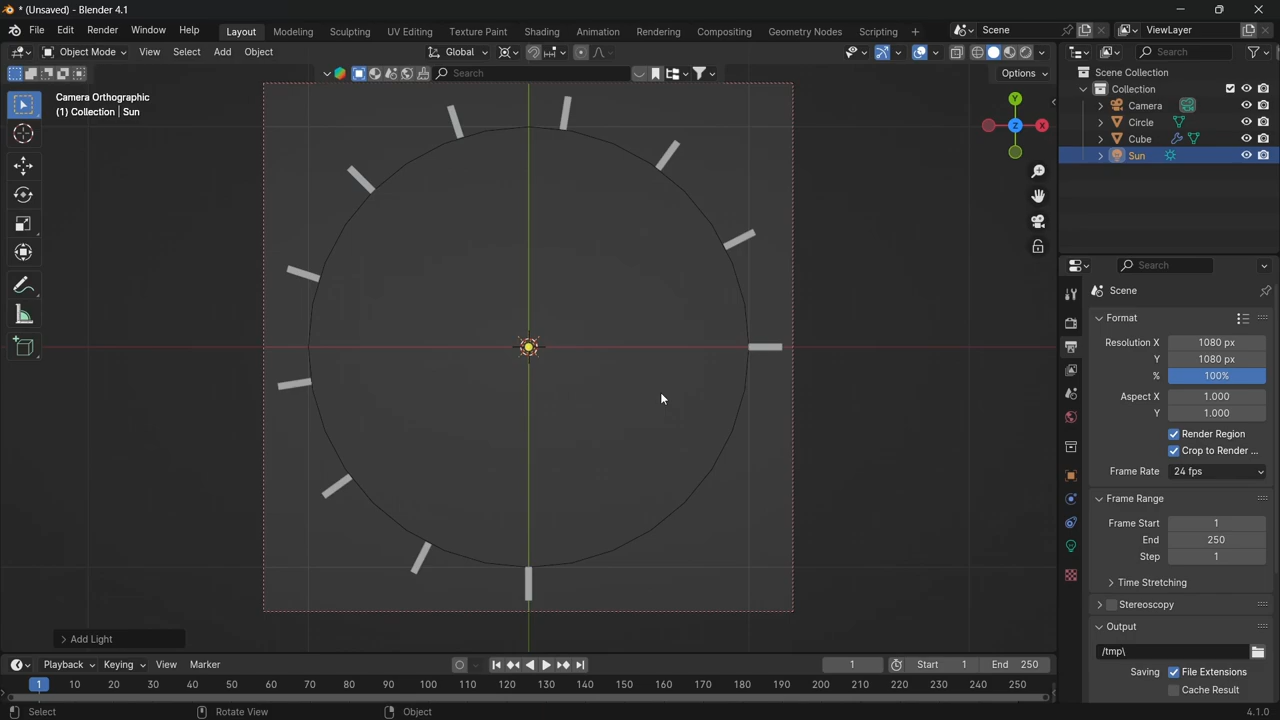 * (Unsaved) - Blender 4.1
File Edit Render Window Help Layout Modeling Sculpting UV Editing Texture Paint Shading Animation Rendering Compositing Geometry Nodes Scripting + Scene ViewLayer
Object Mode View Select Add Object Global Search
Search Options Scene Collection
Collection
Camera Orthographic
(1) Collection | Sun
Camera
Circle
Cube
Sun
Y
X
Z
Search
Scene
Format
Resolution X 1080 px
Y 1080 px
% 100%
Aspect X 1.000
Y 1.000
Render Region
Crop to Render ...
Frame Rate 24 fps
Frame Range
Frame Start 1
End 250
Step 1
Time Stretching
Stereoscopy
Output
/tmp\
Saving File Extensions
Cache Result
> Add Light
Playback Keying View Marker 1 Start 1 End 250
1 10 20 30 40 50 60 70 80 90 100 110 120 130 140 150 160 170 180 190 200 210 220 230 240 250
Select Rotate View Object 4.1.0